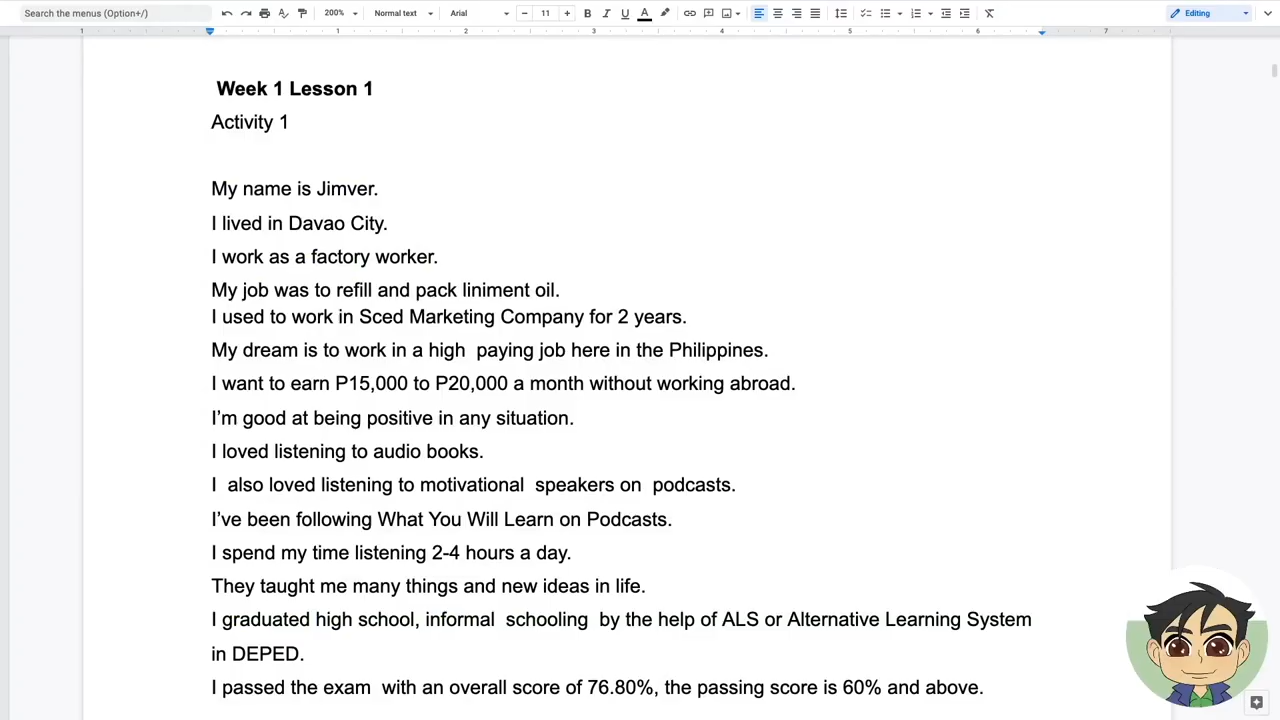 Search the menus (Option+/) 200% Normal text Arial 11 B I U A Editing
1 1 2 3 4 5 6 7
Week 1 Lesson 1
Activity 1
My name is Jimver.
I lived in Davao City.
I work as a factory worker.
My job was to refill and pack liniment oil.
I used to work in Sced Marketing Company for 2 years.
My dream is to work in a high  paying job here in the Philippines.
I want to earn P15,000 to P20,000 a month without working abroad.
I’m good at being positive in any situation.
I loved listening to audio books.
I  also loved listening to motivational  speakers on  podcasts.
I’ve been following What You Will Learn on Podcasts.
I spend my time listening 2-4 hours a day.
They taught me many things and new ideas in life.
I graduated high school, informal  schooling  by the help of ALS or Alternative Learning System
in DEPED.
I passed the exam  with an overall score of 76.80%, the passing score is 60% and above.